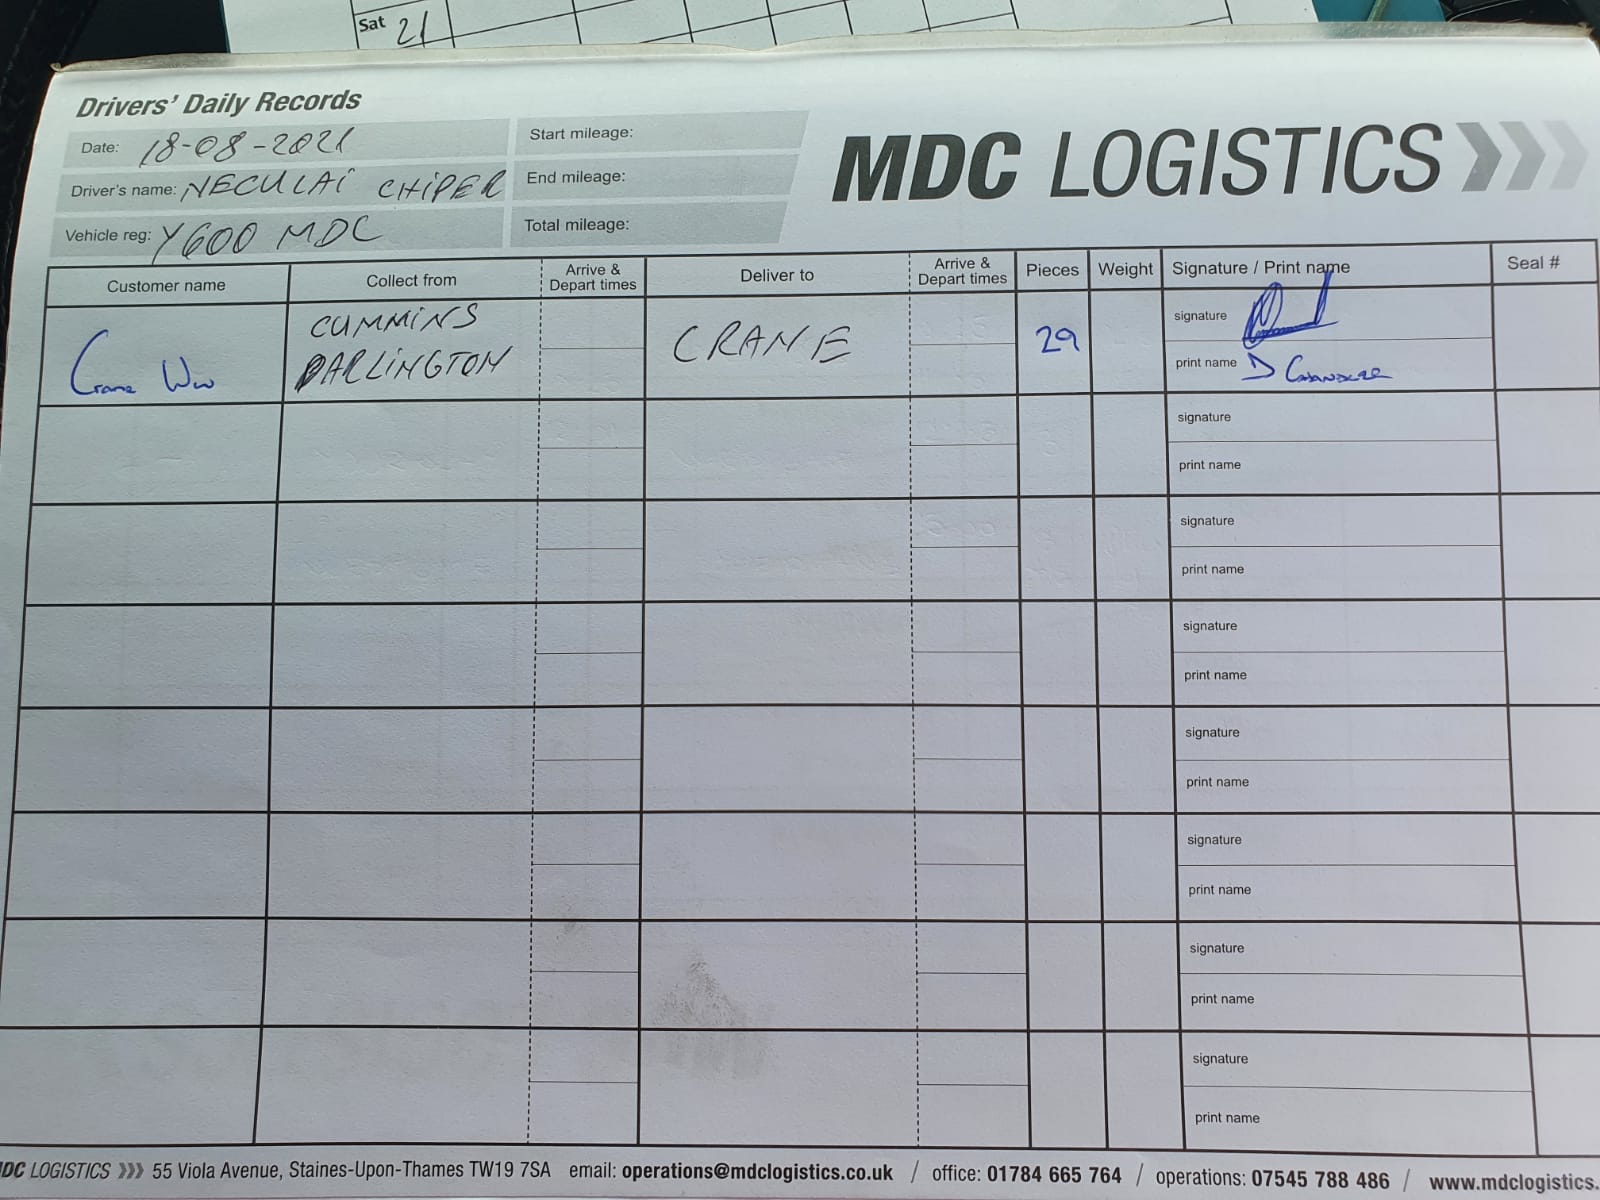 Sat 21
Drivers' Daily Records
Date: 18-08-2021
Start mileage:
MDC LOGISTICS
Driver's name: NECULAI CHIPER
End mileage:
Vehicle reg: Y600 MDC
Total mileage:
Customer name
Collect from
Arrive &
Depart times
Deliver to
Arrive &
Depart times
Pieces
Weight
Signature / Print name
Seal #
Crane Ww
CUMMINS
DARLINGTON
CRANE
29
signature
print name D
signature
print name
signature
print name
signature
print name
signature
print name
signature
print name
signature
print name
signature
print name
DC LOGISTICS 55 Viola Avenue, Staines-Upon-Thames TW19 7SA email: operations@mdclogistics.co.uk / office: 01784 665 764 / operations: 07545 788 486 / www.mdclogistics.